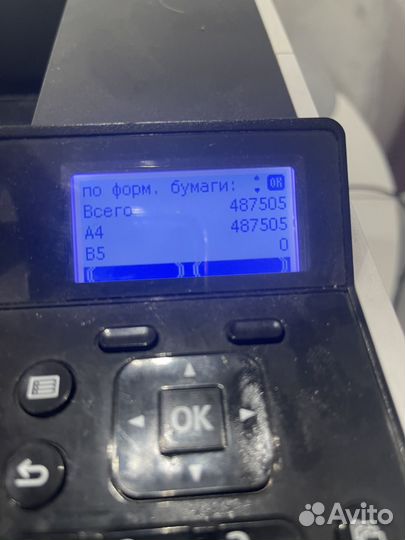 по форм. бумаги: OK
Всего 487505
A4 487505
B5 0
OK
Avito